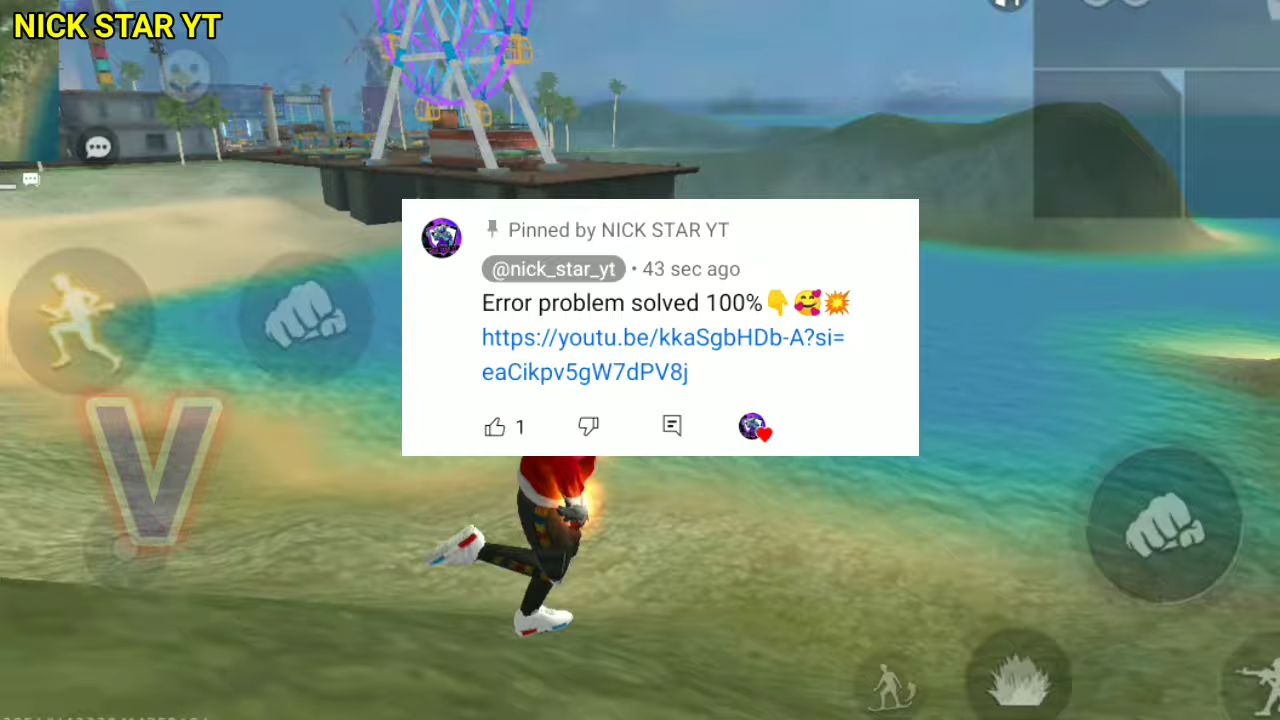 NICK STAR YT
Pinned by NICK STAR YT
@nick_star_yt • 43 sec ago
Error problem solved 100%👇🥰💥
https://youtu.be/kkaSgbHDb-A?si=
eaCikpv5gW7dPV8j
1
V